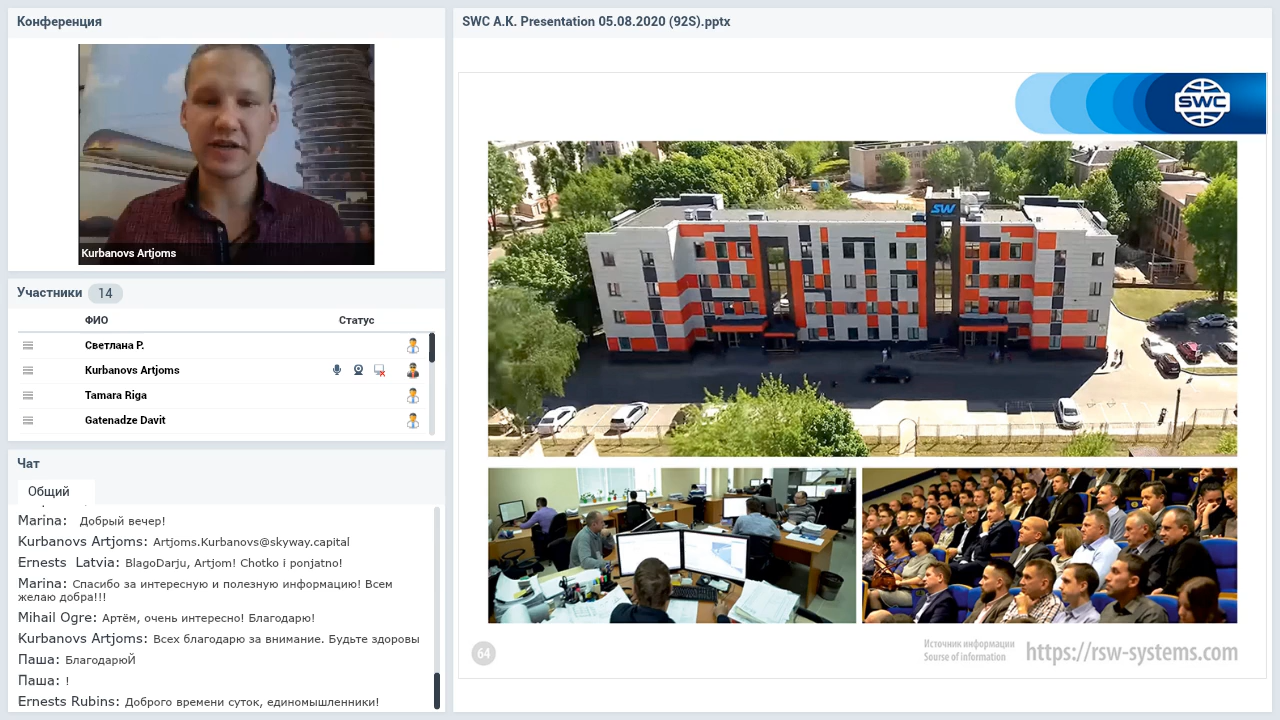 Конференция
Kurbanovs Artjoms
Участники 14
ФИО Статус
Светлана Р.
Kurbanovs Artjoms
Tamara Riga
Gatenadze Davit
Чат
Общий
Marina: Добрый вечер!
Kurbanovs Artjoms: Artjoms.Kurbanovs@skyway.capital
Ernests Latvia: BlagoDarju, Artjom! Chotko i ponjatno!
Marina: Спасибо за интересную и полезную информацию! Всем
желаю добра!!!
Mihail Ogre: Артём, очень интересно! Благодарю!
Kurbanovs Artjoms: Всех благодарю за внимание. Будьте здоровы
Паша: БлагодарюЙ
Паша: !
Ernests Rubins: Доброго времени суток, единомышленники!
SWC A.K. Presentation 05.08.2020 (92S).pptx
SWC
SW
64
Источник информации
Sourse of information
https://rsw-systems.com